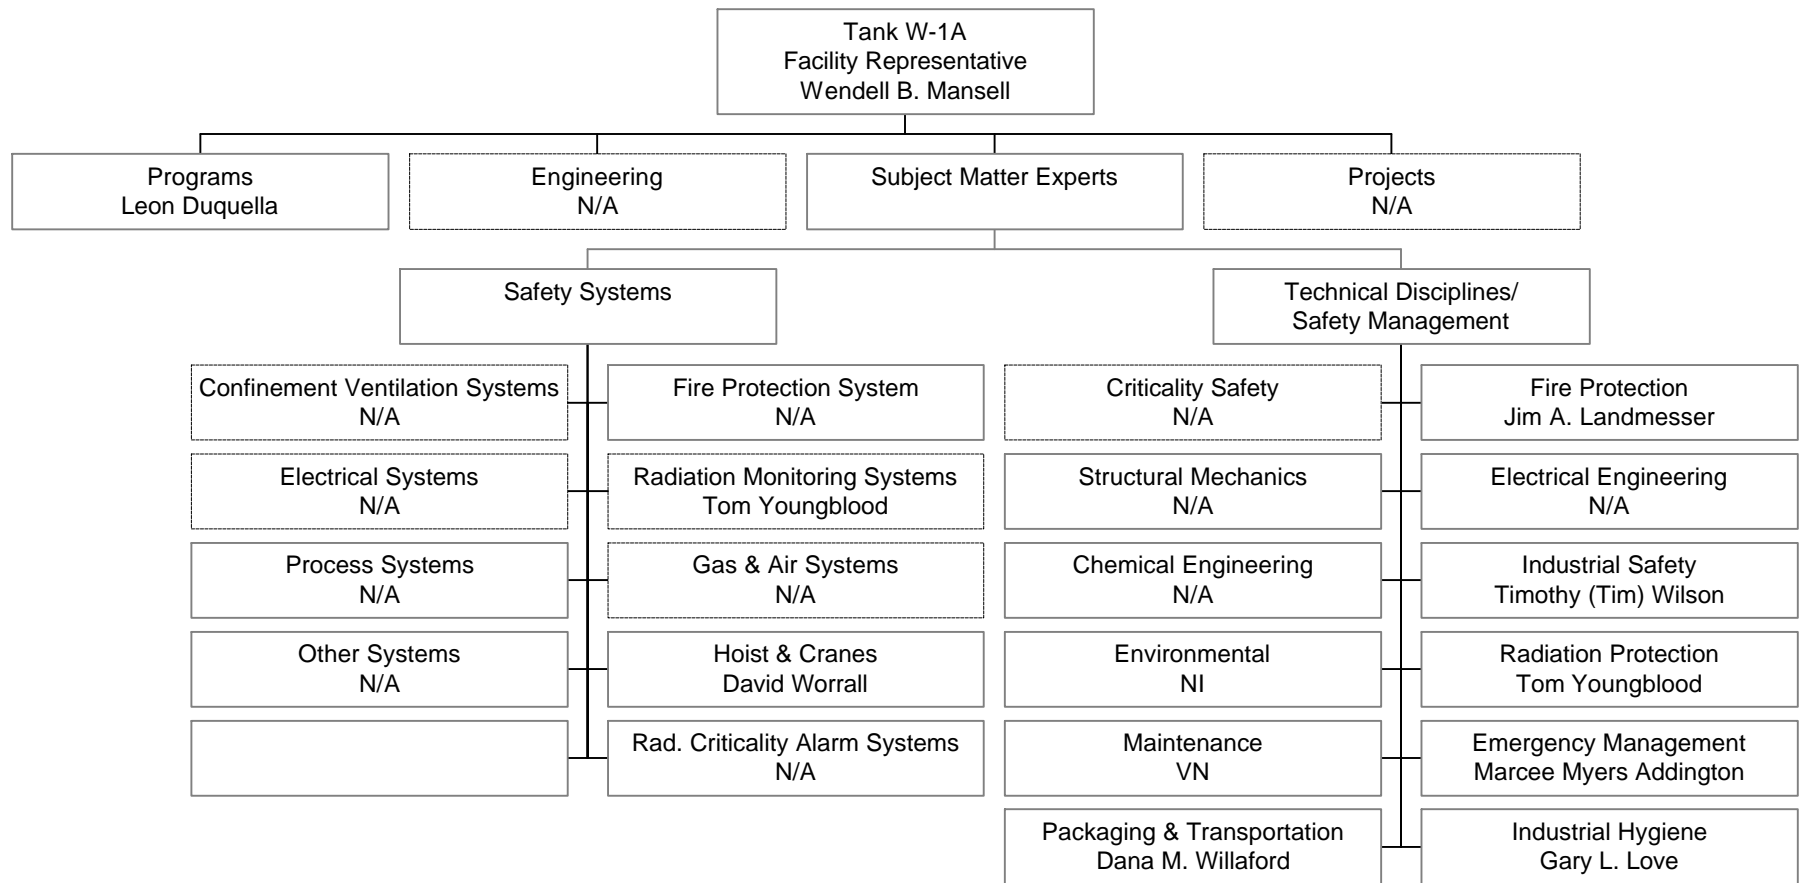 Tank W-1A
Facility Representative
Wendell B. Mansell
Programs
Leon Duquella
Engineering
N/A
Subject Matter Experts
Projects
N/A
Safety Systems
Technical Disciplines/
Safety Management
Confinement Ventilation Systems
N/A
Fire Protection System
N/A
Criticality Safety
N/A
Fire Protection
Jim A. Landmesser
Electrical Systems
N/A
Radiation Monitoring Systems
Tom Youngblood
Structural Mechanics
N/A
Electrical Engineering
N/A
Process Systems
N/A
Gas & Air Systems
N/A
Chemical Engineering
N/A
Industrial Safety
Timothy (Tim) Wilson
Other Systems
N/A
Hoist & Cranes
David Worrall
Environmental
NI
Radiation Protection
Tom Youngblood
Rad. Criticality Alarm Systems
N/A
Maintenance
VN
Emergency Management
Marcee Myers Addington
Packaging & Transportation
Dana M. Willaford
Industrial Hygiene
Gary L. Love